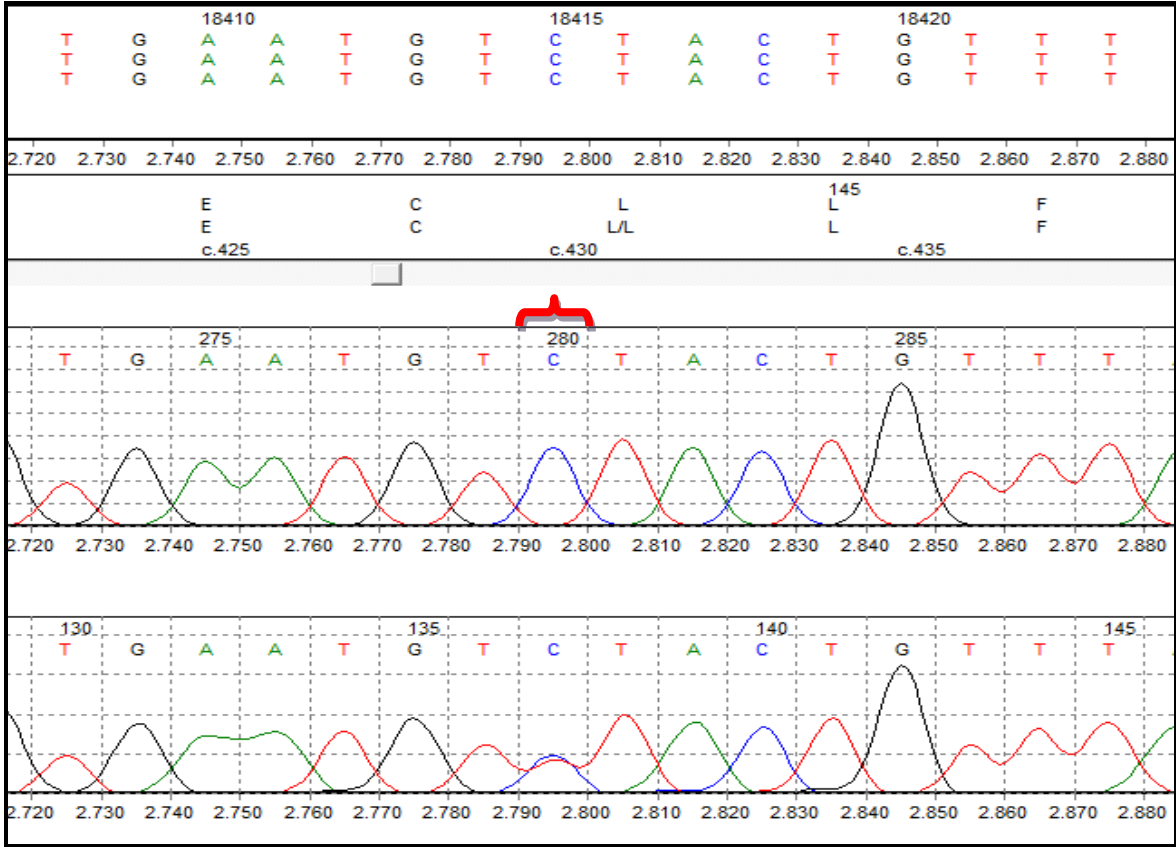 18410 18415 18420
T G A A T G T C T A C T G T T T
T G A A T G T C T A C T G T T T
T G A A T G T C T A C T G T T T
2.720 2.730 2.740 2.750 2.760 2.770 2.780 2.790 2.800 2.810 2.820 2.830 2.840 2.850 2.860 2.870 2.880
145
E C L L F
E C L/L L F
c.425 c.430 c.435
275 280 285
T G A A T G T C T A C T G T T T
2.720 2.730 2.740 2.750 2.760 2.770 2.780 2.790 2.800 2.810 2.820 2.830 2.840 2.850 2.860 2.870 2.880
130 135 140 145
T G A A T G T C T A C T G T T T
2.720 2.730 2.740 2.750 2.760 2.770 2.780 2.790 2.800 2.810 2.820 2.830 2.840 2.850 2.860 2.870 2.880